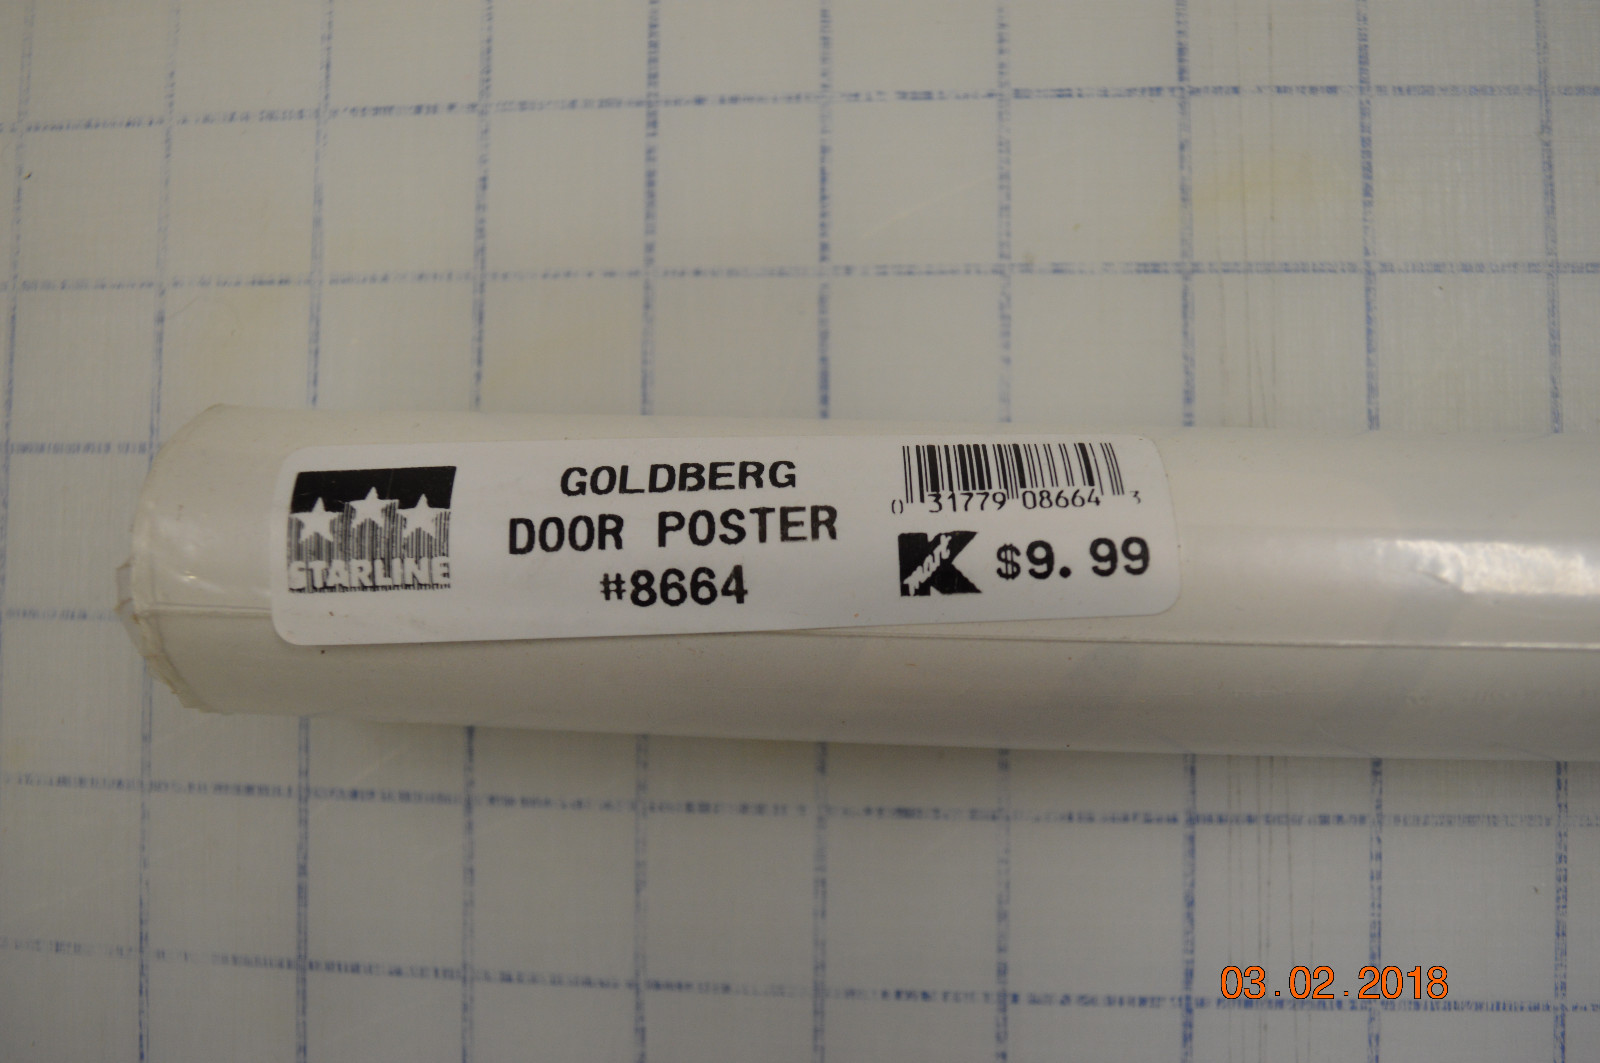 STARLINE
GOLDBERG
DOOR POSTER
#8664
0 31779 08664 3
Kmart $9.99
03.02.2018